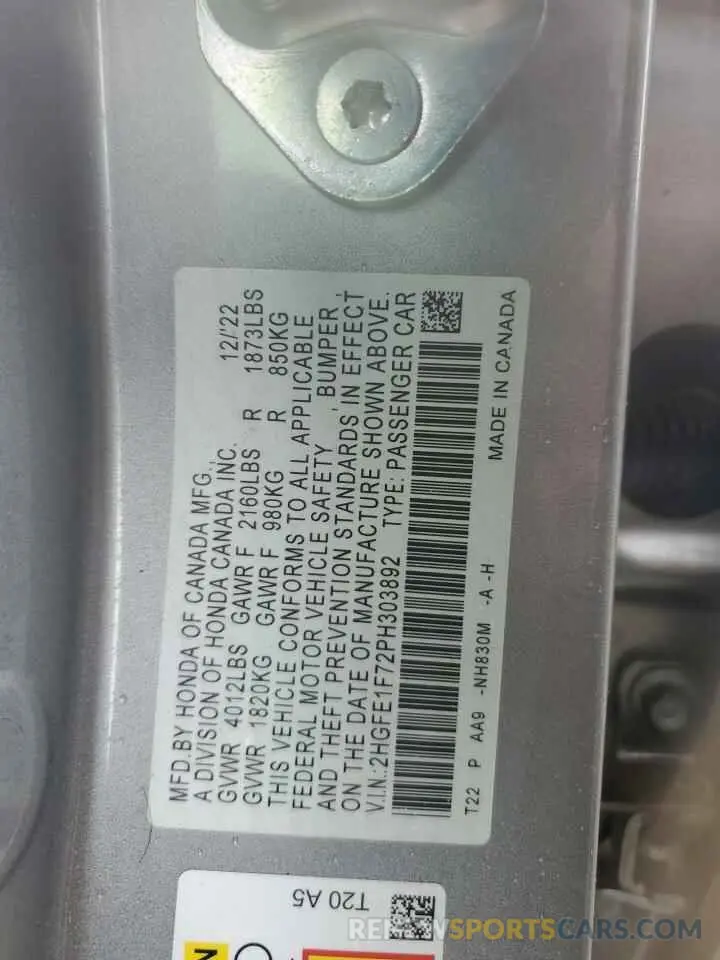 MFD.BY HONDA OF CANADA MFG.,
A DIVISION OF HONDA CANADA INC. 12/'22
GVWR 4012LBS GAWR F 2160LBS R 1873LBS
GVWR 1820KG GAWR F 980KG R 850KG
THIS VEHICLE CONFORMS TO ALL APPLICABLE
FEDERAL MOTOR VEHICLE SAFETY, BUMPER,
AND THEFT PREVENTION STANDARDS IN EFFECT
ON THE DATE OF MANUFACTURE SHOWN ABOVE.
V.I.N.:2HGFE1F72PH303892 TYPE: PASSENGER CAR
T22 P AA9 -NH830M -A -H MADE IN CANADA
T20 A5
N
RENEWSPORTSCARS.COM